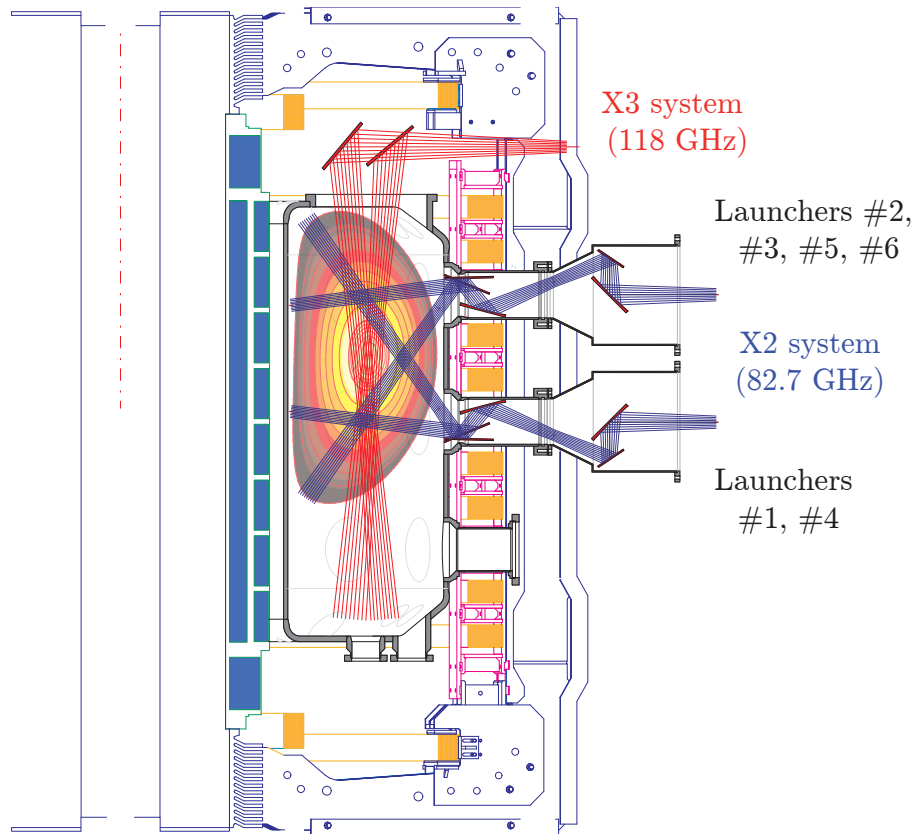 X3 system
(118 GHz)
Launchers #2,
#3, #5, #6
X2 system
(82.7 GHz)
Launchers
#1, #4